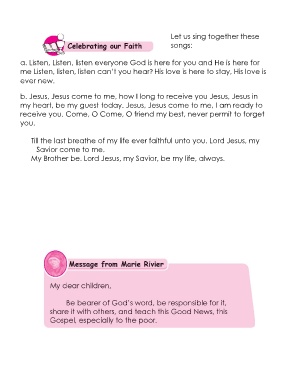 Let us sing together these
Celebrating our Faith
songs:
a. Listen, Listen, listen everyone God is here for you and He is here for
me Listen, listen, listen can't you hear? His love is here to stay, His love is
ever new.
b. Jesus, Jesus come to me, how I long to receive you Jesus, Jesus in
my heart, be my guest today. Jesus, Jesus come to me, I am ready to
receive you. Come, O Come, O friend my best, never permit to forget
you.
Till the last breathe of my life ever faithful unto you. Lord Jesus, my
Savior come to me.
My Brother be. Lord Jesus, my Savior, be my life, always.
Message from Marie Rivier
My dear children,
Be bearer of God's word, be responsible for it,
share it with others, and teach this Good News, this
Gospel, especially to the poor.